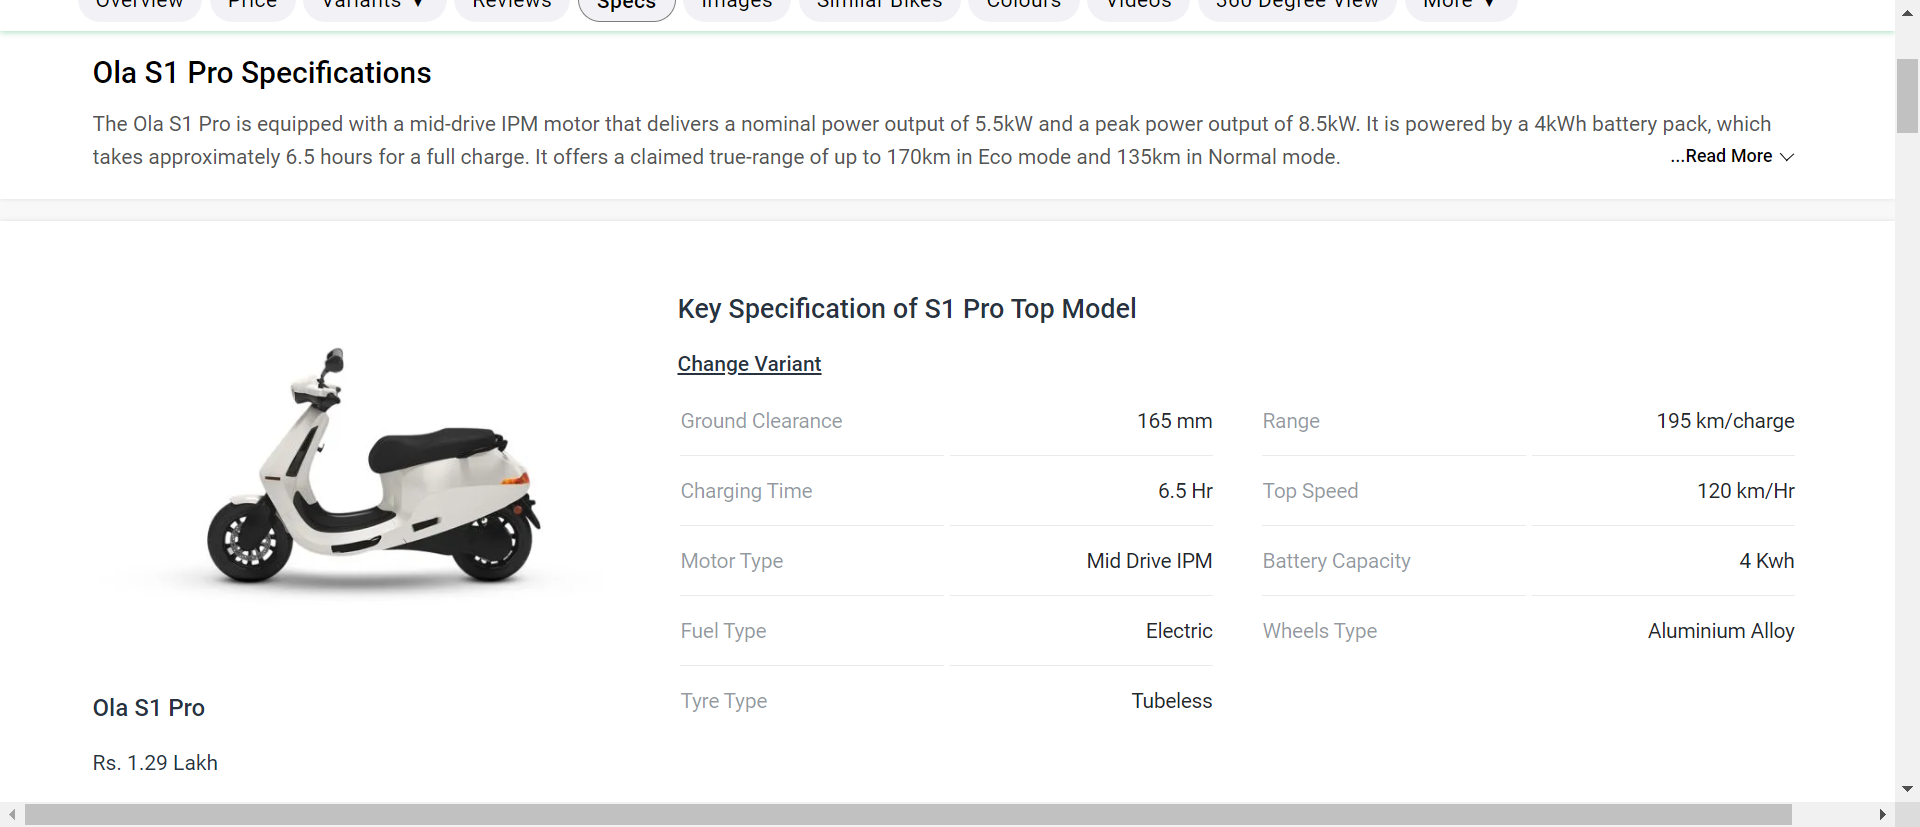 Overview Price Variants ▼ Reviews Specs Images Similar Bikes Colours Videos 360 Degree View More ▼
Ola S1 Pro Specifications
The Ola S1 Pro is equipped with a mid-drive IPM motor that delivers a nominal power output of 5.5kW and a peak power output of 8.5kW. It is powered by a 4kWh battery pack, which
takes approximately 6.5 hours for a full charge. It offers a claimed true-range of up to 170km in Eco mode and 135km in Normal mode. ...Read More
Key Specification of S1 Pro Top Model
Change Variant
Ground Clearance 165 mm Range 195 km/charge
Charging Time 6.5 Hr Top Speed 120 km/Hr
Motor Type Mid Drive IPM Battery Capacity 4 Kwh
Fuel Type Electric Wheels Type Aluminium Alloy
Tyre Type Tubeless
Ola S1 Pro
Rs. 1.29 Lakh